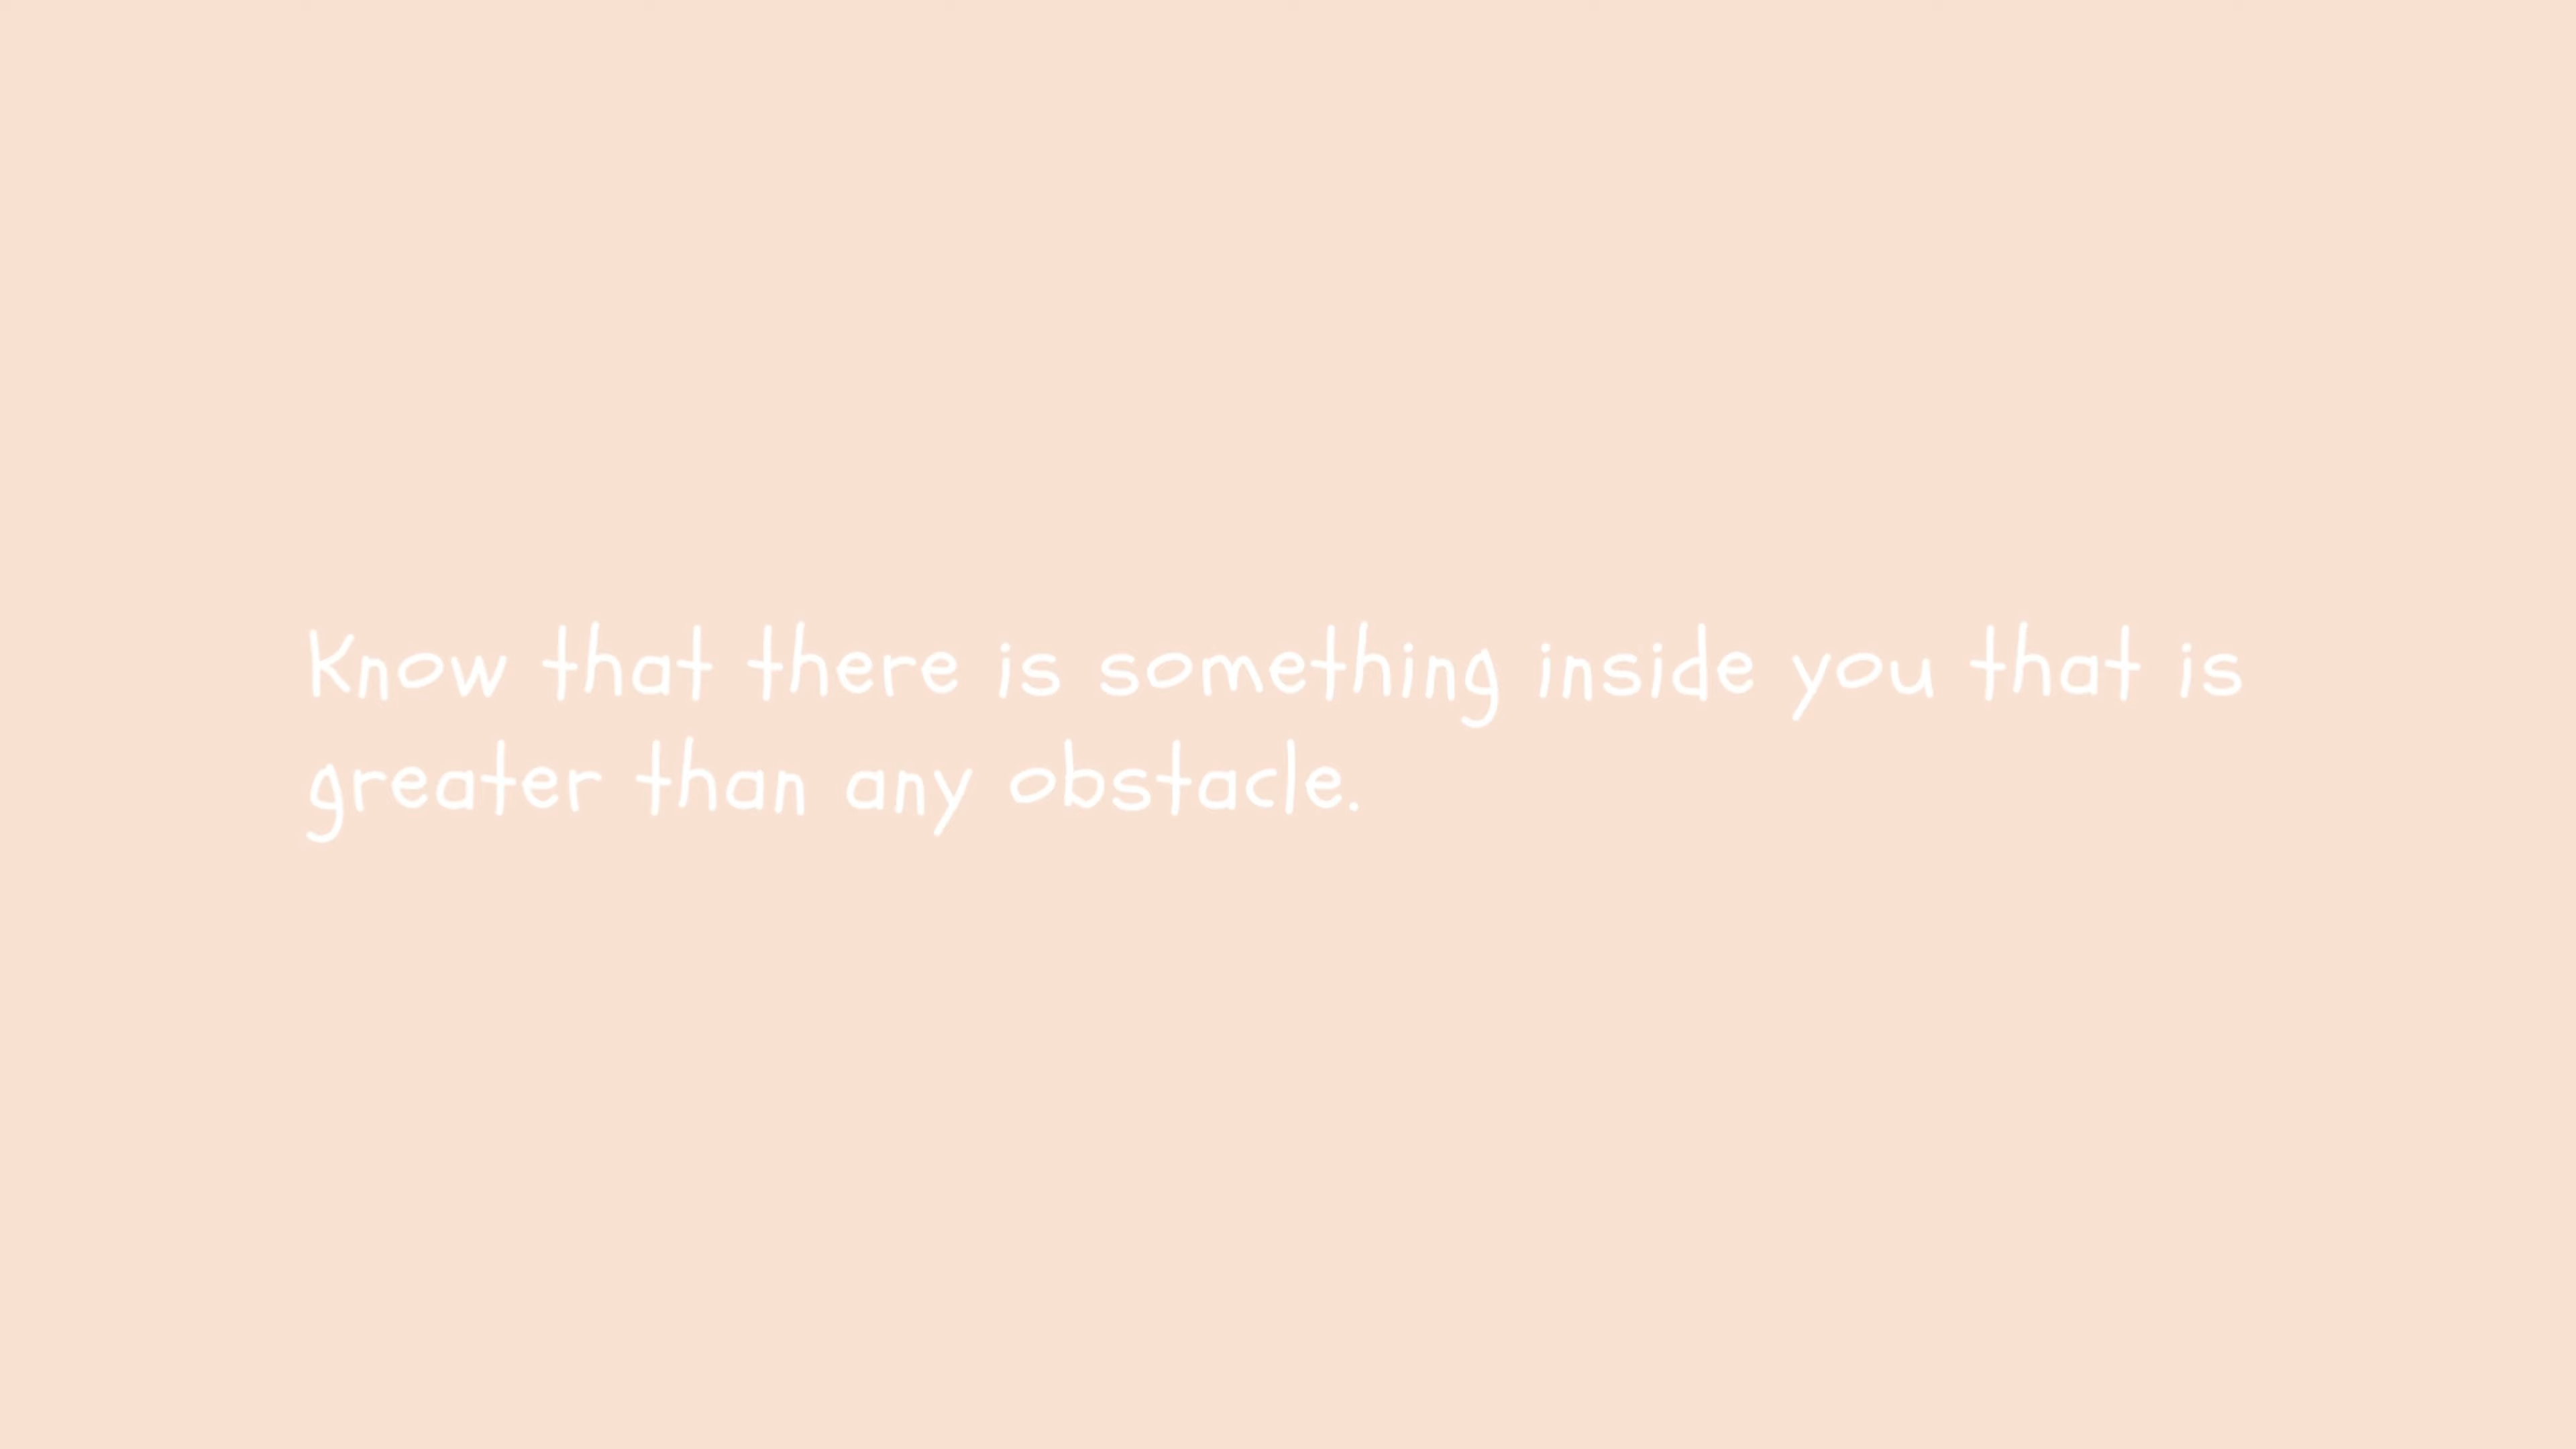 Know that there is something inside you that is
greater than any obstacle.